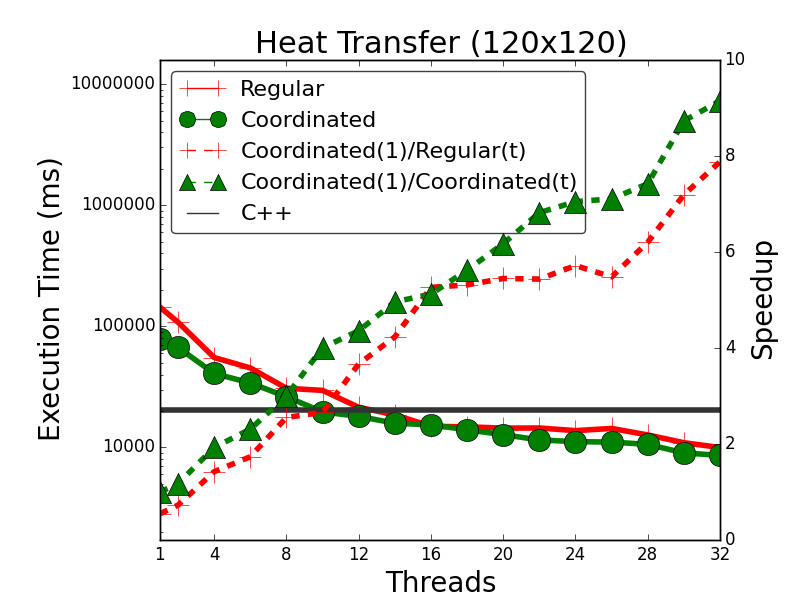 Heat Transfer (120x120)
Regular
Coordinated
Coordinated(1)/Regular(t)
Coordinated(1)/Coordinated(t)
C++
Execution Time (ms)
10000000
1000000
100000
10000
Speedup
10
8
6
4
2
0
1 4 8 12 16 20 24 28 32
Threads